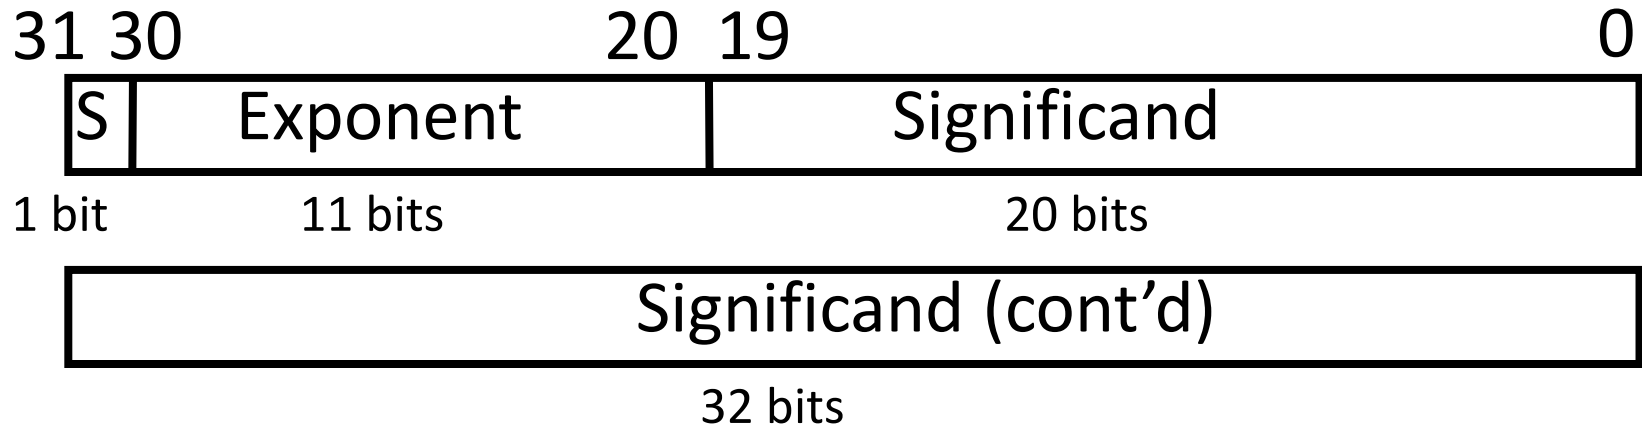 31 30 20 19 0
S Exponent Significand
1 bit 11 bits 20 bits
Significand (cont’d)
32 bits